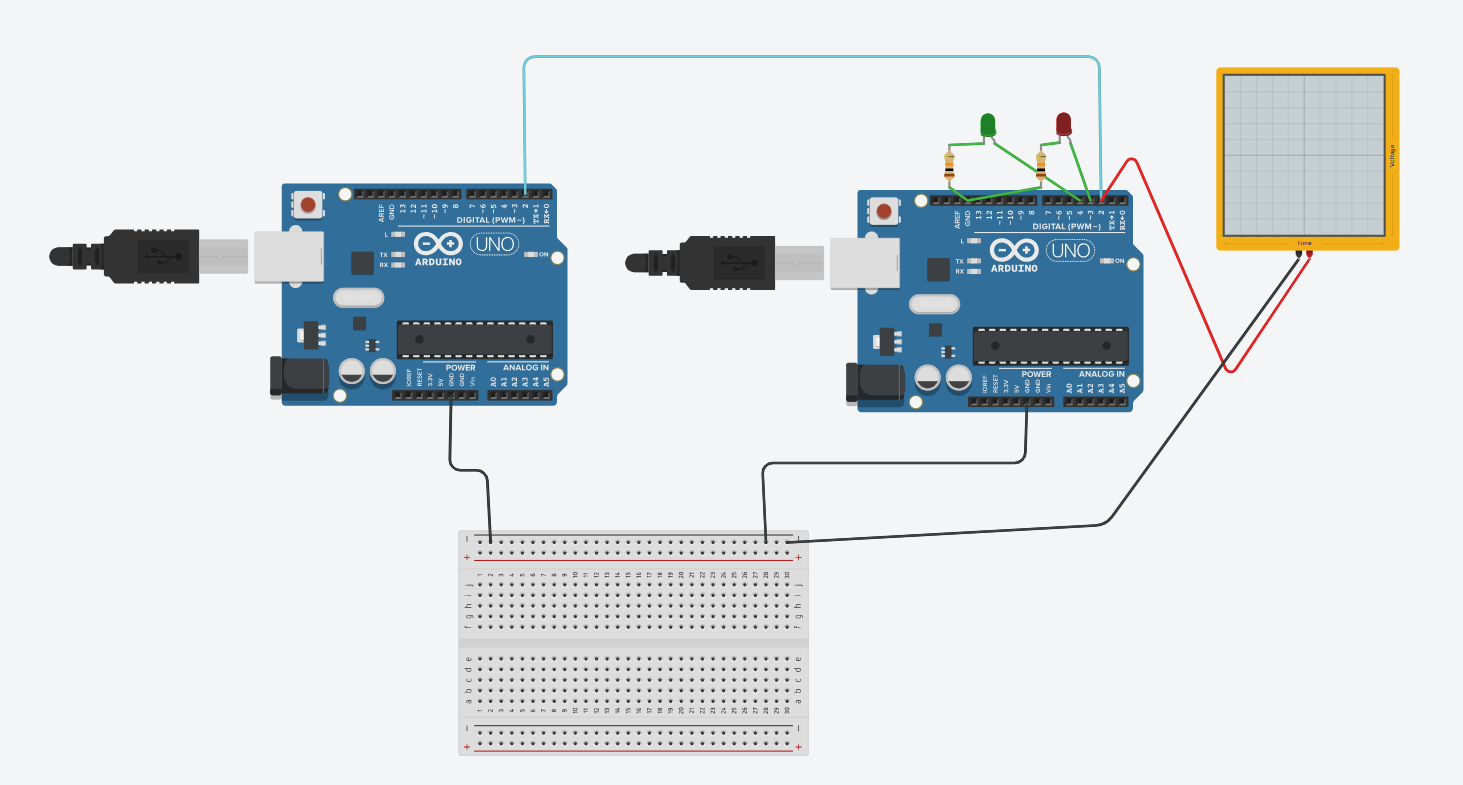 AREF
GND
13
12
~11
~10
~9
8
7
~6
~5
4
~3
2
TX→1
RX←0
DIGITAL (PWM~)
L
TX
RX
UNO
ARDUINO
ON
POWER
ANALOG IN
IOREF
RESET
3.3V
5V
GND
GND
Vin
A0
A1
A2
A3
A4
A5
AREF
GND
13
12
~11
~10
~9
8
7
~6
~5
4
~3
2
TX→1
RX←0
DIGITAL (PWM~)
L
TX
RX
UNO
ARDUINO
ON
POWER
ANALOG IN
IOREF
RESET
3.3V
5V
GND
GND
Vin
A0
A1
A2
A3
A4
A5
Voltage
Time
1 2 3 4 5 6 7 8 9 10 11 12 13 14 15 16 17 18 19 20 21 22 23 24 25 26 27 28 29 30
j j
i i
h h
g g
f f
e e
d d
c c
b b
a a
1 2 3 4 5 6 7 8 9 10 11 12 13 14 15 16 17 18 19 20 21 22 23 24 25 26 27 28 29 30